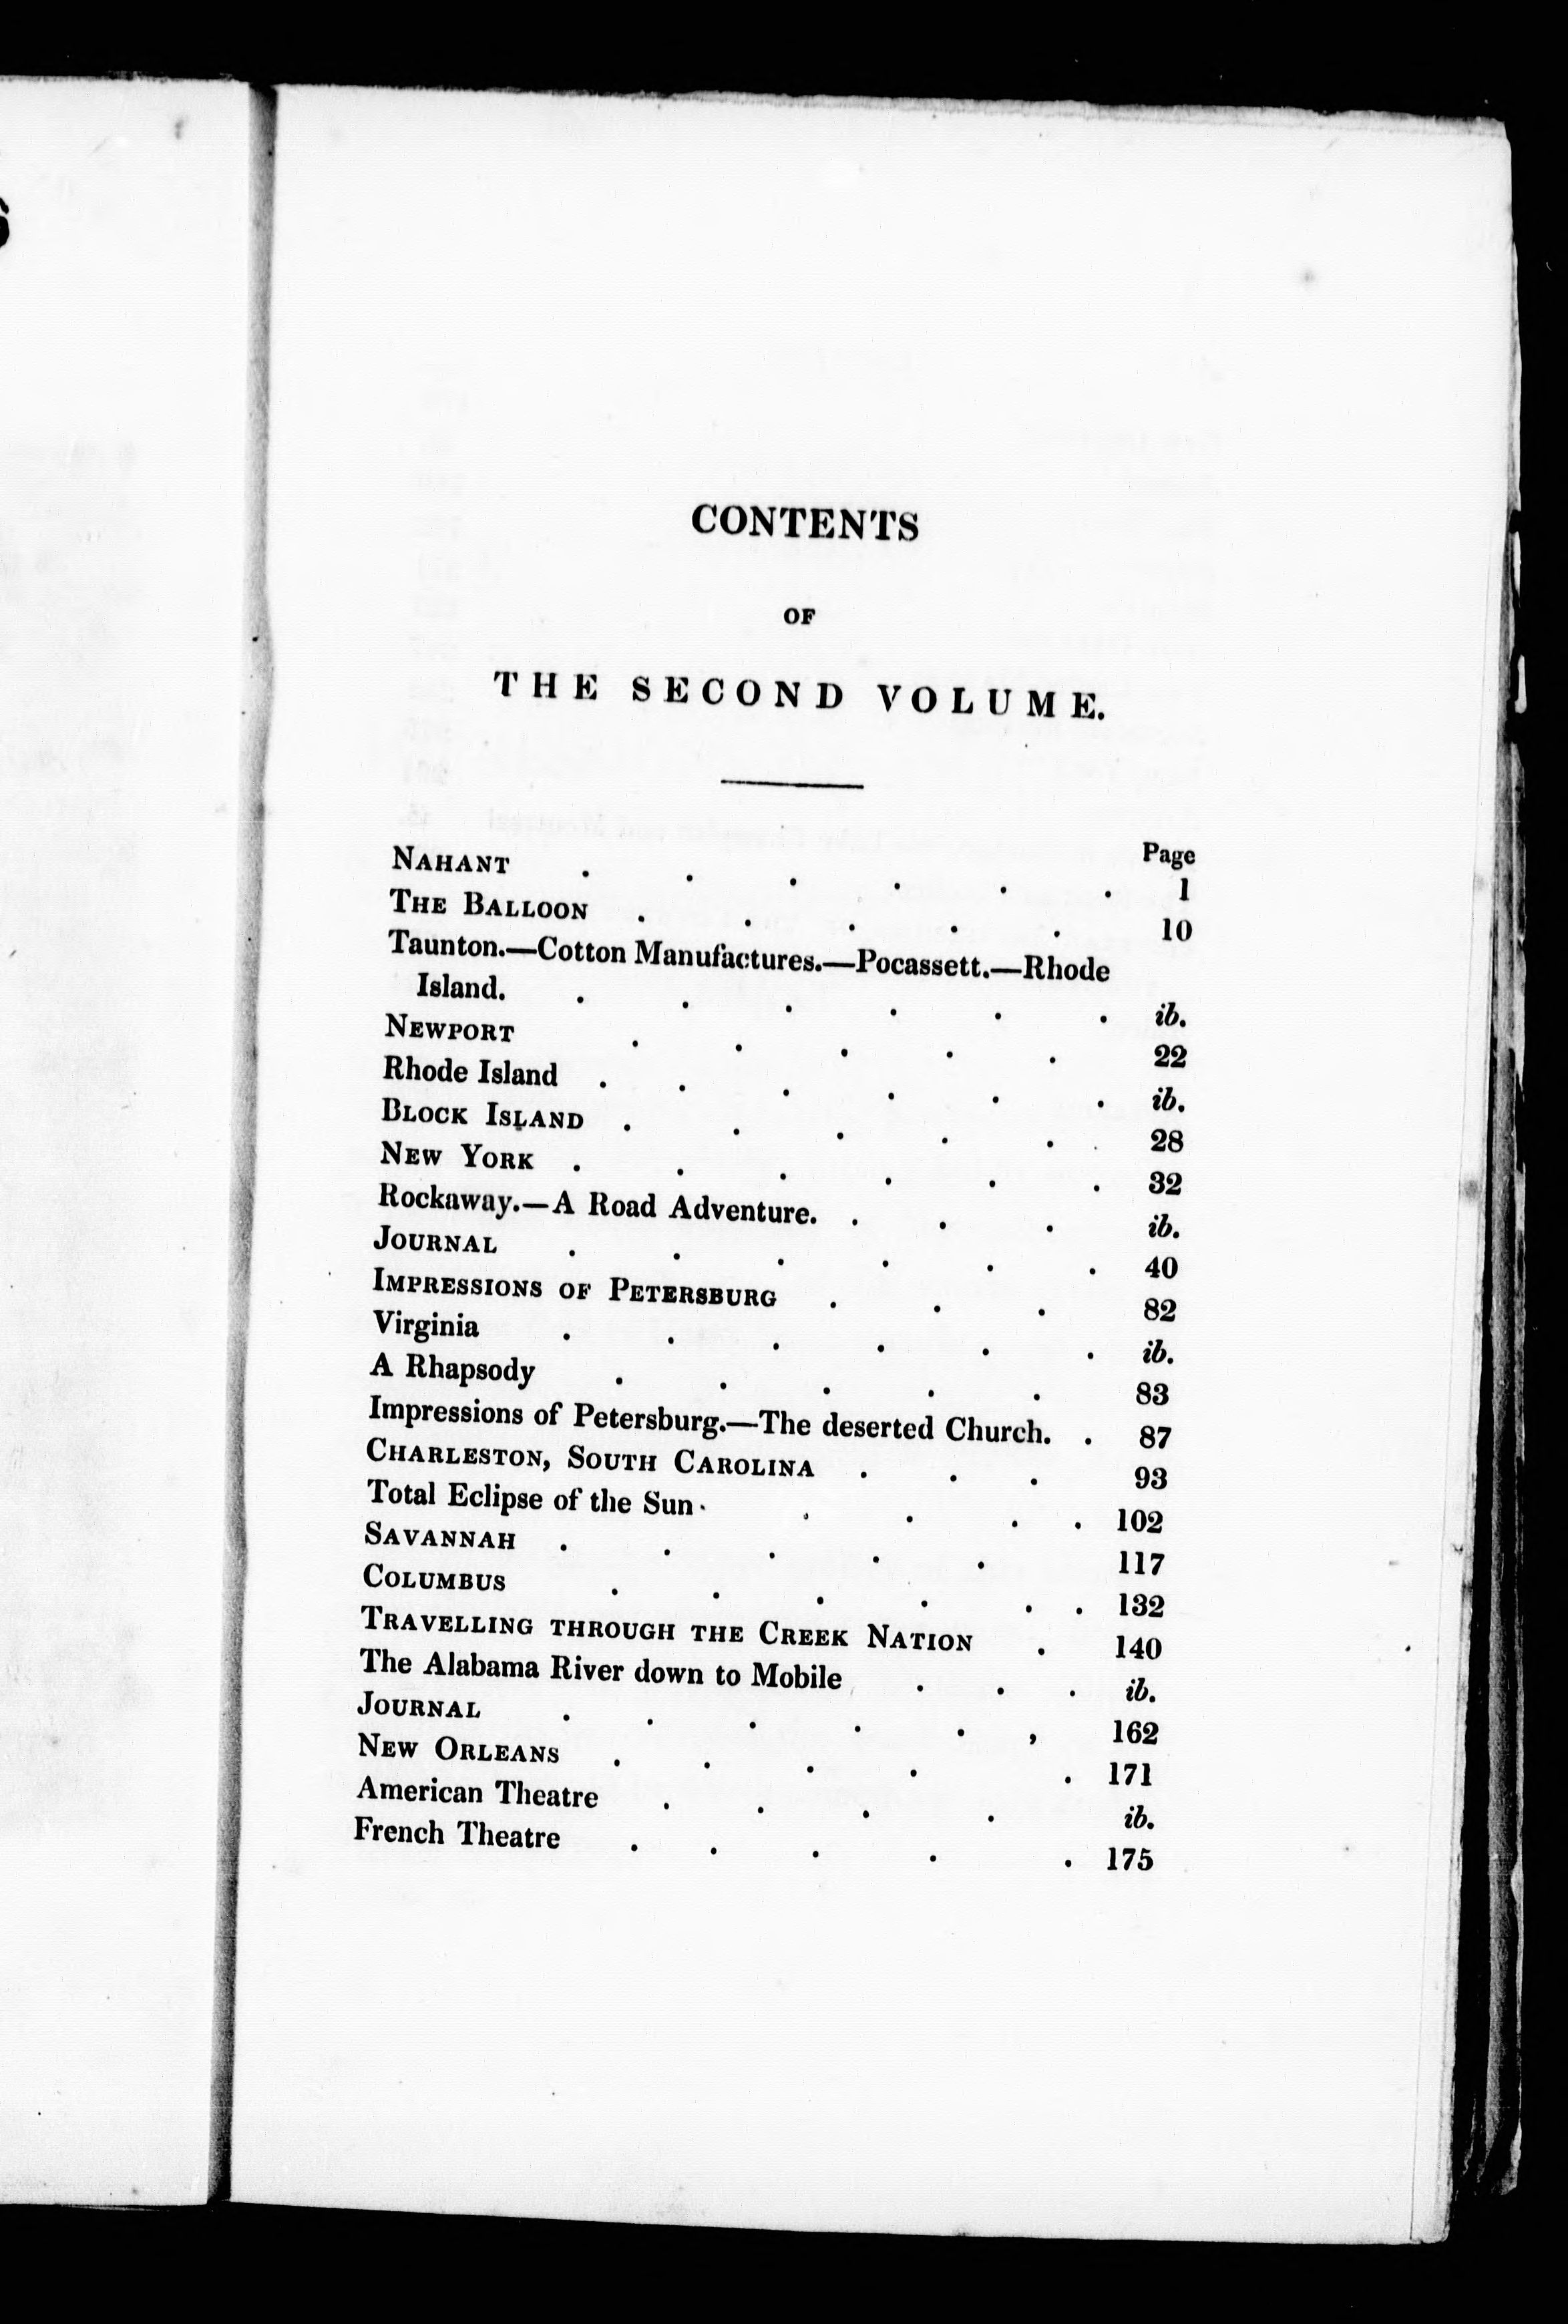 CONTENTS
OF
THE SECOND VOLUME.
Page
NAHANT . . . . . . 1
THE BALLOON . . . . . 10
Taunton.—Cotton Manufactures.—Pocassett.—Rhode
Island. . . . . . . ib.
NEWPORT . . . . . 22
Rhode Island . . . . . . ib.
BLOCK ISLAND . . . . . 28
NEW YORK . . . . . . 32
Rockaway.—A Road Adventure. . . . ib.
JOURNAL . . . . . . 40
IMPRESSIONS OF PETERSBURG . . . 82
Virginia . . . . . . ib.
A Rhapsody . . . . . 83
Impressions of Petersburg.—The deserted Church. . 87
CHARLESTON, SOUTH CAROLINA . . . 93
Total Eclipse of the Sun . . . . . 102
SAVANNAH . . . . . 117
COLUMBUS . . . . . . 132
TRAVELLING THROUGH THE CREEK NATION . 140
The Alabama River down to Mobile . . . ib.
JOURNAL . . . . . , 162
NEW ORLEANS . . . . . 171
American Theatre . . . . ib.
French Theatre . . . . . 175